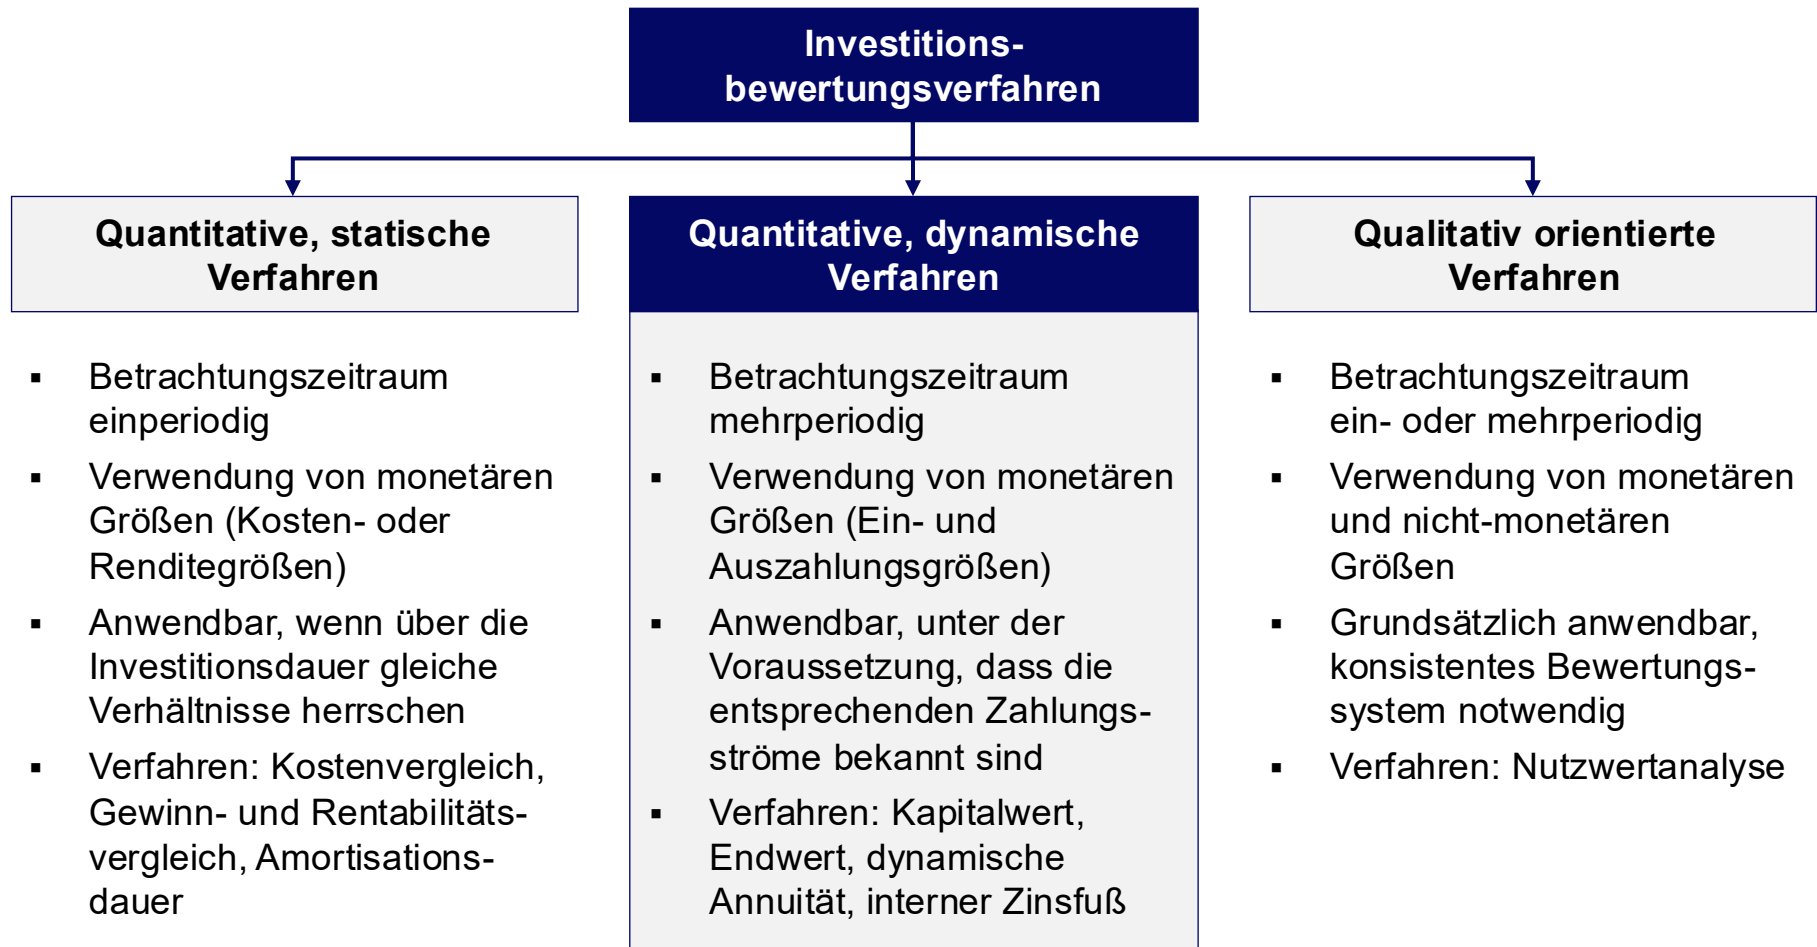 Investitions-
bewertungsverfahren
Quantitative, statische
Verfahren
▪ Betrachtungszeitraum
einperiodig
▪ Verwendung von monetären
Größen (Kosten- oder
Renditegrößen)
▪ Anwendbar, wenn über die
Investitionsdauer gleiche
Verhältnisse herrschen
▪ Verfahren: Kostenvergleich,
Gewinn- und Rentabilitäts-
vergleich, Amortisations-
dauer
Quantitative, dynamische
Verfahren
▪ Betrachtungszeitraum
mehrperiodig
▪ Verwendung von monetären
Größen (Ein- und
Auszahlungsgrößen)
▪ Anwendbar, unter der
Voraussetzung, dass die
entsprechenden Zahlungs-
ströme bekannt sind
▪ Verfahren: Kapitalwert,
Endwert, dynamische
Annuität, interner Zinsfuß
Qualitativ orientierte
Verfahren
▪ Betrachtungszeitraum
ein- oder mehrperiodig
▪ Verwendung von monetären
und nicht-monetären
Größen
▪ Grundsätzlich anwendbar,
konsistentes Bewertungs-
system notwendig
▪ Verfahren: Nutzwertanalyse